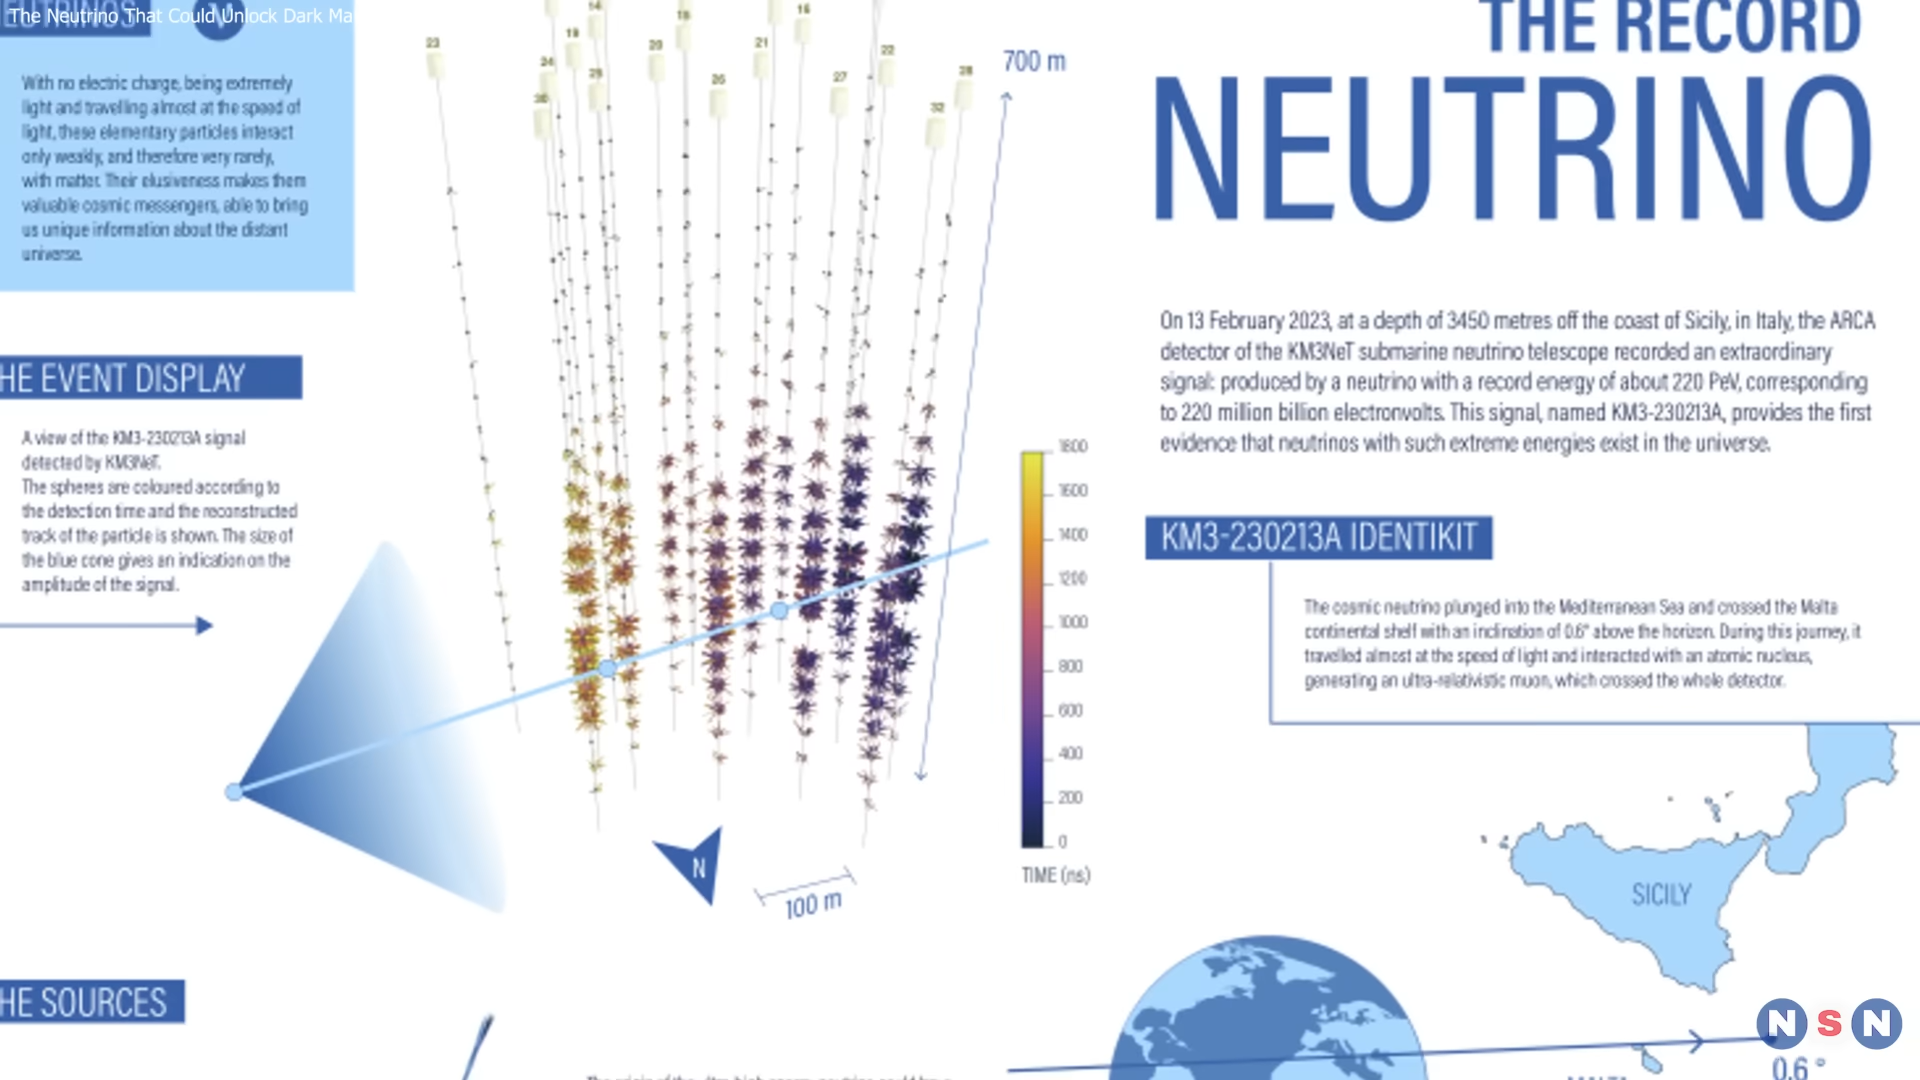 The Neutrino That Could Unlock Dark Ma
With no electric charge, being extremely
light and travelling almost at the speed of
light, these elementary particles interact
only weakly, and therefore very rarely,
with matter. Their elusiveness makes them
valuable cosmic messengers, able to bring
us unique information about the distant
universe.
HE EVENT DISPLAY
A view of the KM3-230213A signal
detected by KM3NeT.
The spheres are coloured according to
the detection time and the reconstructed
track of the particle is shown. The size of
the blue cone gives an indication on the
amplitude of the signal.
HE SOURCES
14
16
18
19
23
20
21
22
24
25
26
27
28
30
32
700 m
1800
1600
1400
1200
1000
800
600
400
200
0
TIME (ns)
N
100 m
THE RECORD
NEUTRINO
On 13 February 2023, at a depth of 3450 metres off the coast of Sicily, in Italy, the ARCA
detector of the KM3NeT submarine neutrino telescope recorded an extraordinary
signal: produced by a neutrino with a record energy of about 220 PeV, corresponding
to 220 million billion electronvolts. This signal, named KM3-230213A, provides the first
evidence that neutrinos with such extreme energies exist in the universe.
KM3-230213A IDENTIKIT
The cosmic neutrino plunged into the Mediterranean Sea and crossed the Malta
continental shelf with an inclination of 0.6° above the horizon. During this journey, it
travelled almost at the speed of light and interacted with an atomic nucleus,
generating an ultra-relativistic muon, which crossed the whole detector.
SICILY
NSN
0.6 °